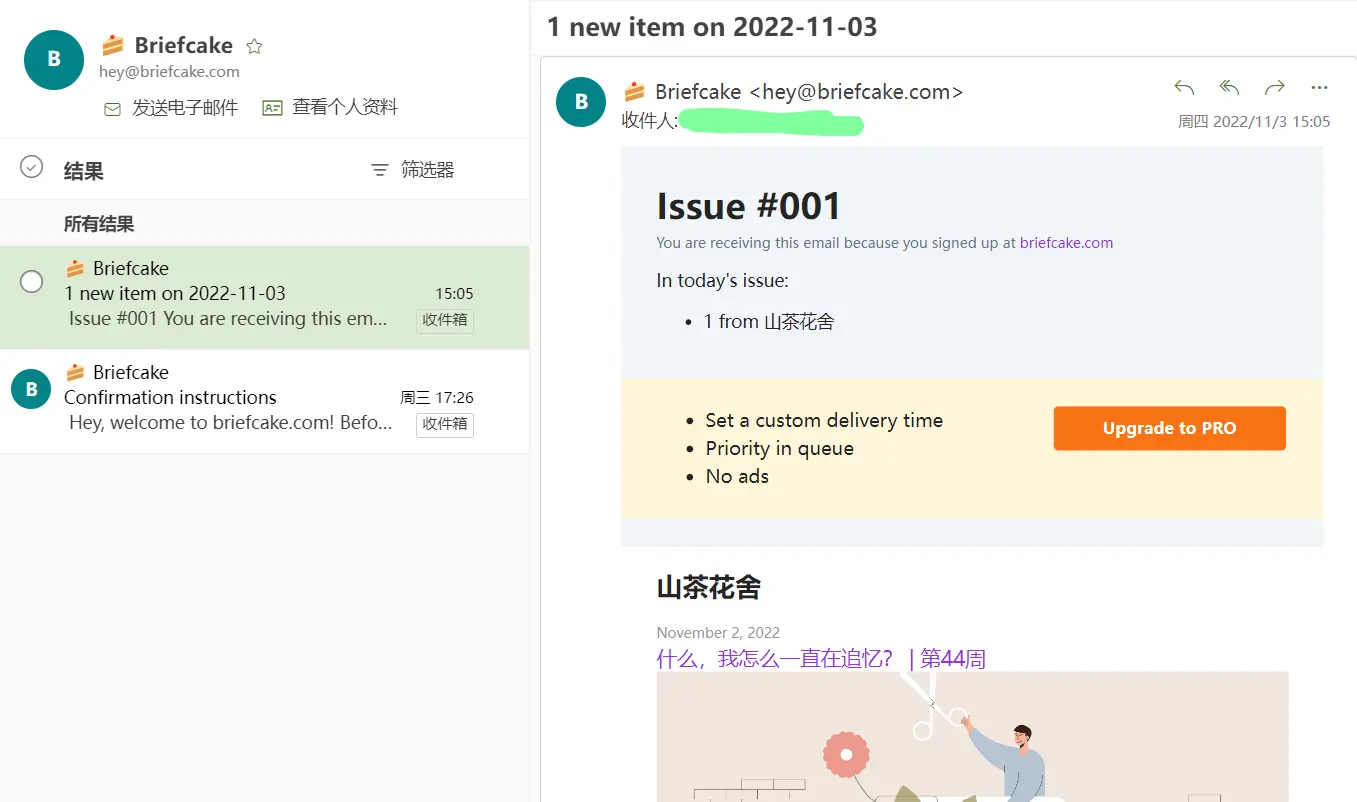 B
Briefcake
hey@briefcake.com
发送电子邮件 查看个人资料
结果 筛选器
所有结果
Briefcake
1 new item on 2022-11-03 15:05
Issue #001 You are receiving this em... 收件箱
B
Briefcake
Confirmation instructions 周三 17:26
Hey, welcome to briefcake.com! Befo... 收件箱
1 new item on 2022-11-03
B
Briefcake <hey@briefcake.com>
收件人:
周四 2022/11/3 15:05
Issue #001
You are receiving this email because you signed up at briefcake.com
In today's issue:
• 1 from 山茶花舍
• Set a custom delivery time
• Priority in queue
• No ads
Upgrade to PRO
山茶花舍
November 2, 2022
什么，我怎么一直在追忆？ | 第44周